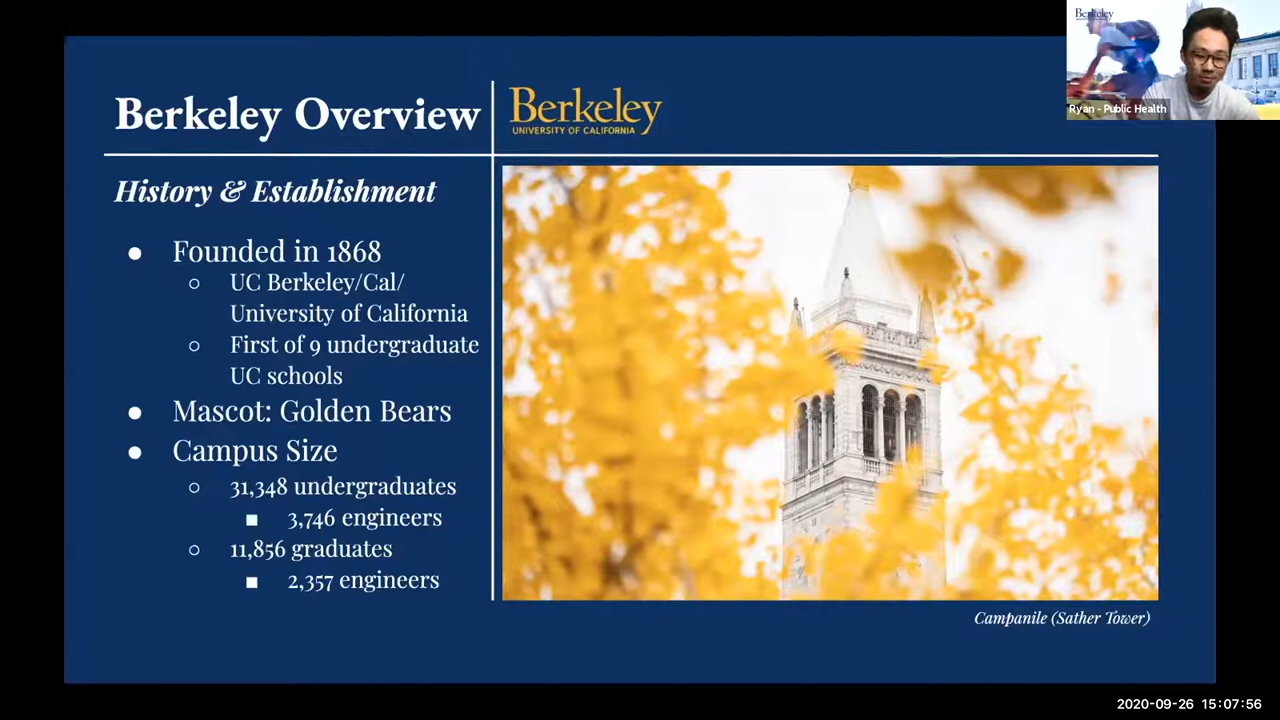 Berkeley Overview
Berkeley
UNIVERSITY OF CALIFORNIA
Berkeley
Ryan - Public Health
History & Establishment
● Founded in 1868
○ UC Berkeley/Cal/
University of California
○ First of 9 undergraduate
UC schools
● Mascot: Golden Bears
● Campus Size
○ 31,348 undergraduates
■ 3,746 engineers
○ 11,856 graduates
■ 2,357 engineers
Campanile (Sather Tower)
2020-09-26 15:07:56